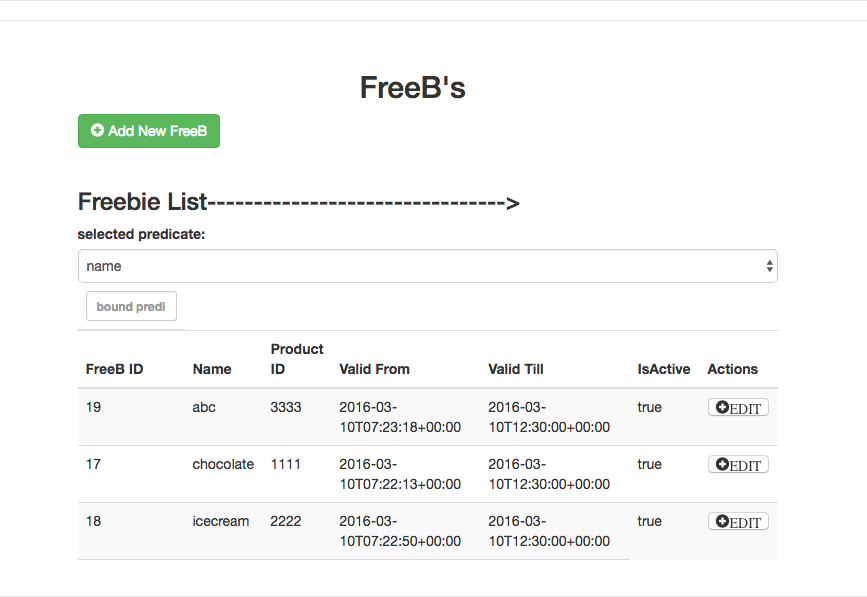 FreeB's
Add New FreeB
Freebie List-------------------------------->
selected predicate:
name
bound predi
Product
FreeB ID Name ID Valid From Valid Till IsActive Actions
19 abc 3333 2016-03- 2016-03- true EDIT
10T07:23:18+00:00 10T12:30:00+00:00
17 chocolate 1111 2016-03- 2016-03- true EDIT
10T07:22:13+00:00 10T12:30:00+00:00
18 icecream 2222 2016-03- 2016-03- true EDIT
10T07:22:50+00:00 10T12:30:00+00:00